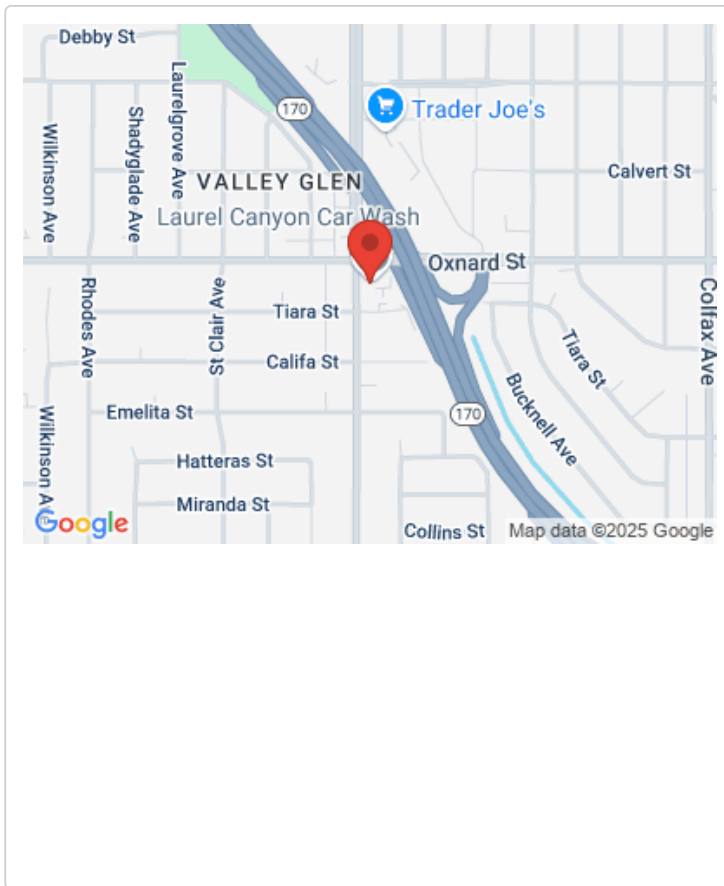 Debby St
Laurelgrove Ave
Wilkinson Ave
Shadyglade Ave
170
Trader Joe's
Calvert St
VALLEY GLEN
Laurel Canyon Car Wash
Oxnard St
Rhodes Ave
St Clair Ave
Tiara St
Colfax Ave
Tiara St
Califa St
Bucknell Ave
Emelita St
170
Wilkinson Ave
Hatteras St
Miranda St
Collins St
Google
Map data ©2025 Google